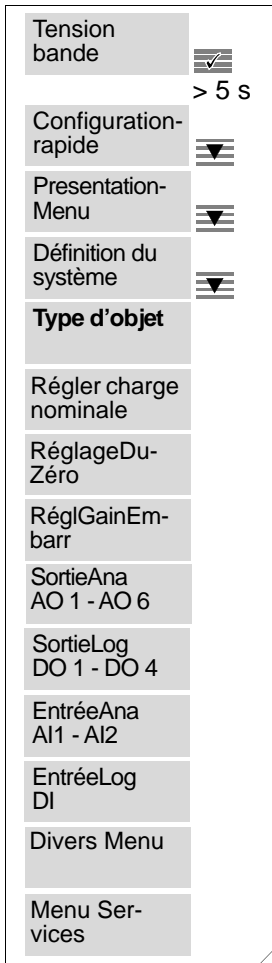 Tension
bande
> 5 s
Configuration-
rapide
Presentation-
Menu
Définition du
système
Type d’objet
Régler charge
nominale
RéglageDu-
Zéro
RéglGainEm-
barr
SortieAna
AO 1 - AO 6
SortieLog
DO 1 - DO 4
EntréeAna
AI1 - AI2
EntréeLog
DI
Divers Menu
Menu Ser-
vices